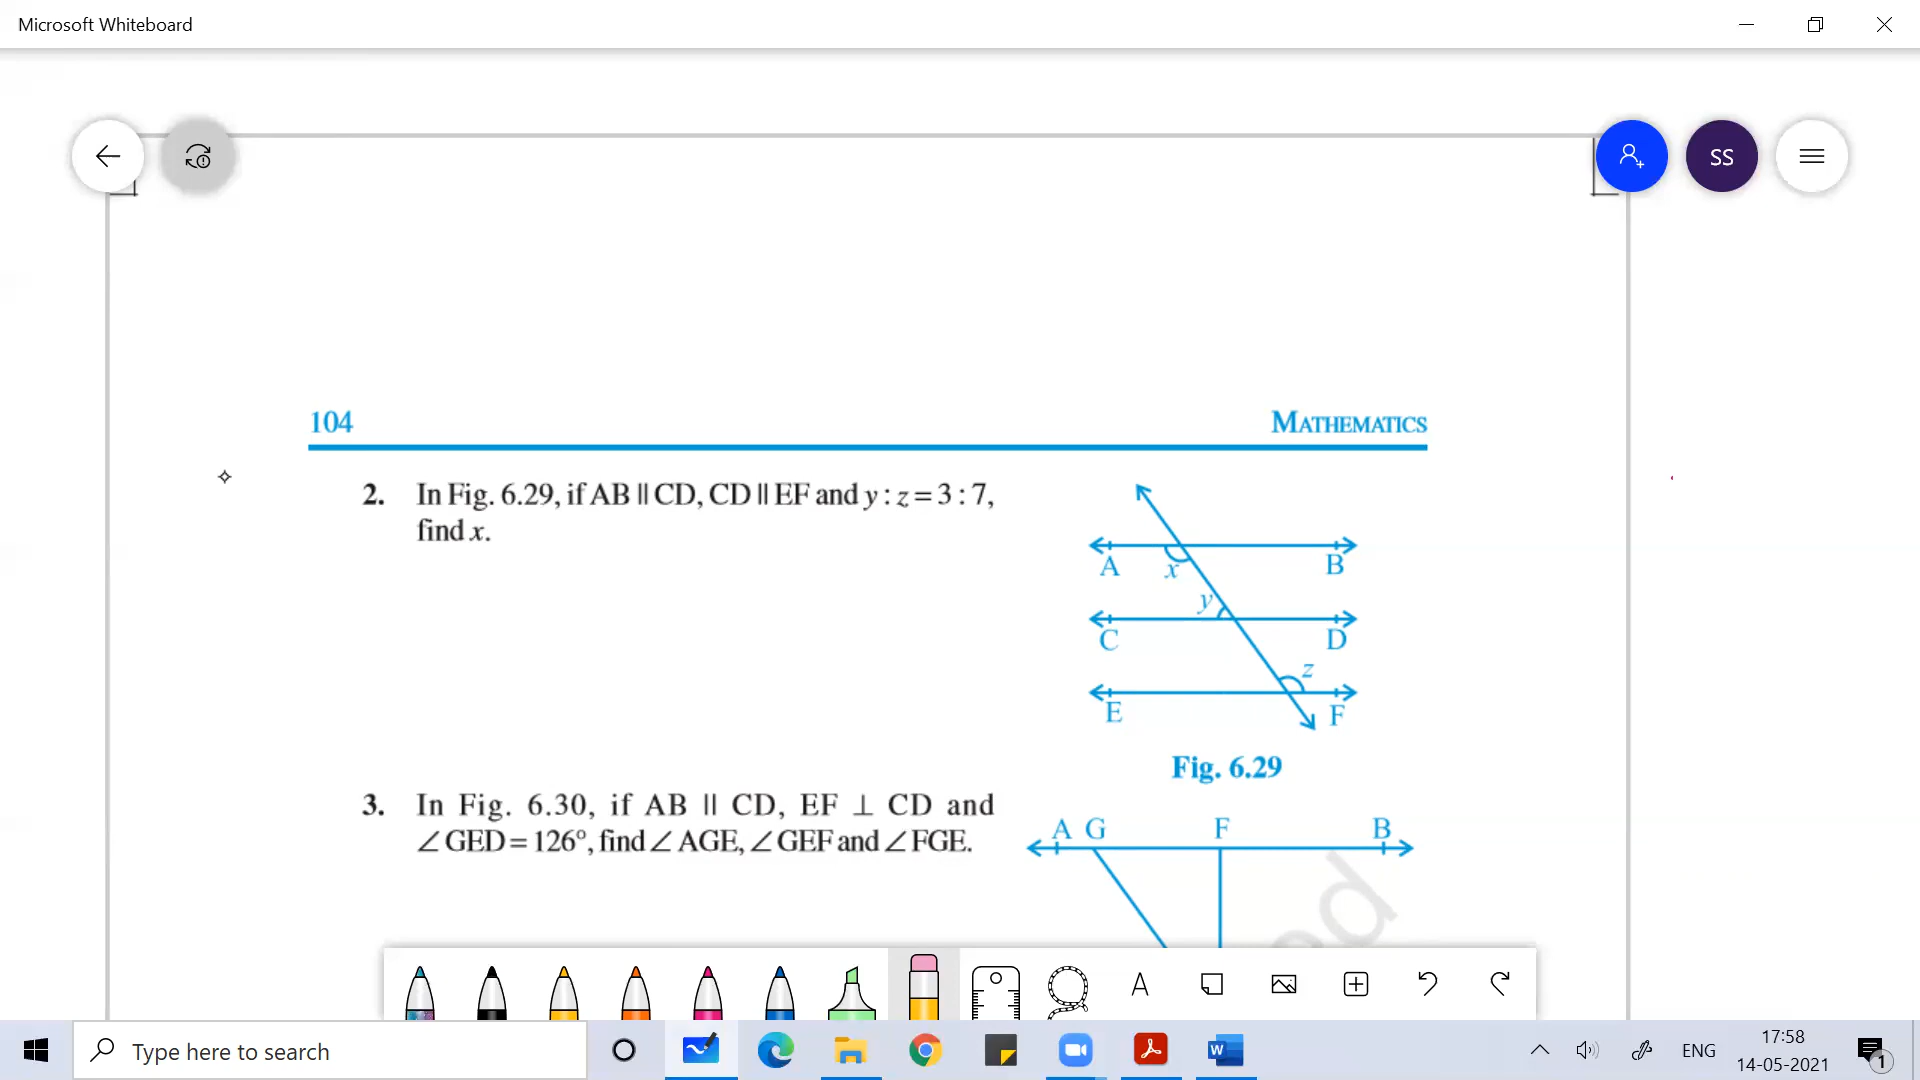 Microsoft Whiteboard
SS
104 MATHEMATICS
2. In Fig. 6.29, if AB || CD, CD || EF and y : z = 3 : 7,
find x.
A x B
y
C D
z
E F
Fig. 6.29
3. In Fig. 6.30, if AB || CD, EF ⊥ CD and
∠ GED = 126°, find ∠ AGE, ∠ GEF and ∠ FGE.
A G F B
ed
A
Type here to search
W
ENG
17:58
14-05-2021
1